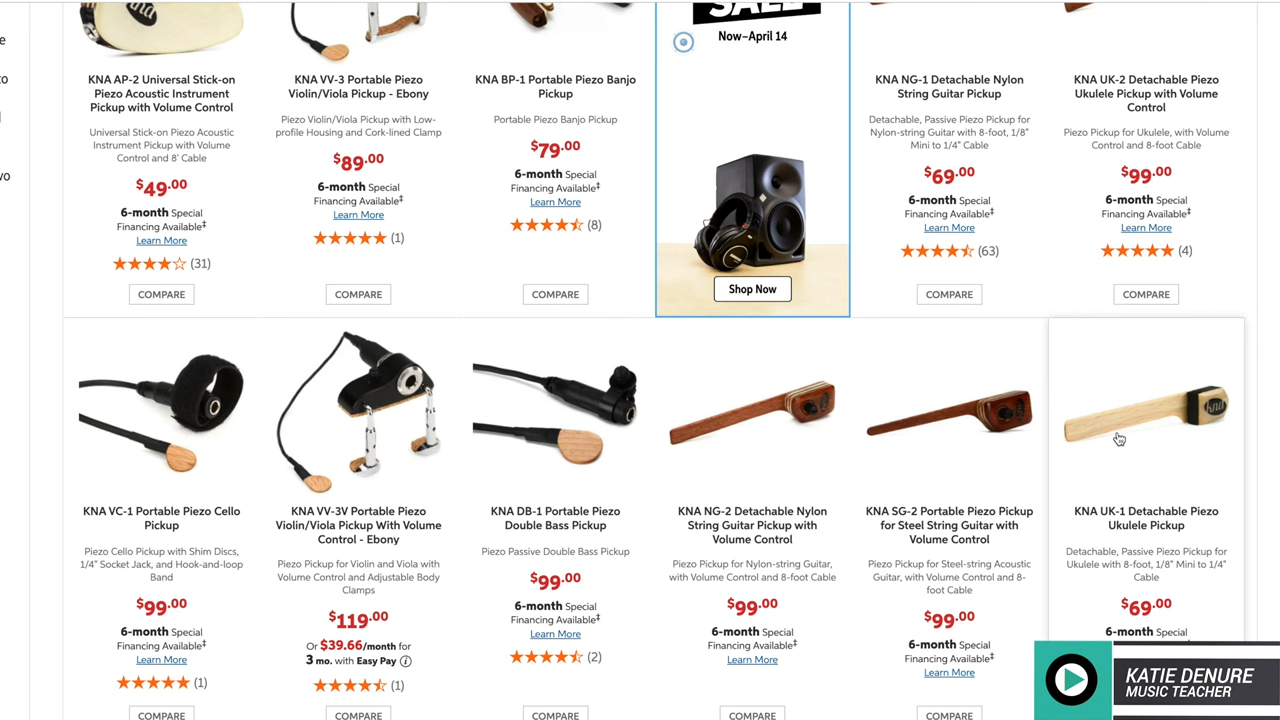 e
zo
vo
KNA AP-2 Universal Stick-on
Piezo Acoustic Instrument
Pickup with Volume Control
Universal Stick-on Piezo Acoustic
Instrument Pickup with Volume
Control and 8' Cable
$49.00
6-month Special
Financing Available‡
Learn More
(31)
COMPARE
KNA VV-3 Portable Piezo
Violin/Viola Pickup - Ebony
Piezo Violin/Viola Pickup with Low-
profile Housing and Cork-lined Clamp
$89.00
6-month Special
Financing Available‡
Learn More
(1)
COMPARE
KNA BP-1 Portable Piezo Banjo
Pickup
Portable Piezo Banjo Pickup
$79.00
6-month Special
Financing Available‡
Learn More
(8)
COMPARE
SALE
Now–April 14
Shop Now
KNA NG-1 Detachable Nylon
String Guitar Pickup
Detachable, Passive Piezo Pickup for
Nylon-string Guitar with 8-foot, 1/8"
Mini to 1/4" Cable
$69.00
6-month Special
Financing Available‡
Learn More
(63)
COMPARE
KNA UK-2 Detachable Piezo
Ukulele Pickup with Volume
Control
Piezo Pickup for Ukulele, with Volume
Control and 8-foot Cable
$99.00
6-month Special
Financing Available‡
Learn More
(4)
COMPARE
KNA VC-1 Portable Piezo Cello
Pickup
Piezo Cello Pickup with Shim Discs,
1/4" Socket Jack, and Hook-and-loop
Band
$99.00
6-month Special
Financing Available‡
Learn More
(1)
COMPARE
KNA VV-3V Portable Piezo
Violin/Viola Pickup With Volume
Control - Ebony
Piezo Pickup for Violin and Viola with
Volume Control and Adjustable Body
Clamps
$119.00
Or $39.66/month for
3 mo. with Easy Pay
(1)
COMPARE
KNA DB-1 Portable Piezo
Double Bass Pickup
Piezo Passive Double Bass Pickup
$99.00
6-month Special
Financing Available‡
Learn More
(2)
COMPARE
KNA NG-2 Detachable Nylon
String Guitar Pickup with
Volume Control
Piezo Pickup for Nylon-string Guitar,
with Volume Control and 8-foot Cable
$99.00
6-month Special
Financing Available‡
Learn More
COMPARE
KNA SG-2 Portable Piezo Pickup
for Steel String Guitar with
Volume Control
Piezo Pickup for Steel-string Acoustic
Guitar, with Volume Control and 8-
foot Cable
$99.00
6-month Special
Financing Available‡
Learn More
COMPARE
kna
KNA UK-1 Detachable Piezo
Ukulele Pickup
Detachable, Passive Piezo Pickup for
Ukulele with 8-foot, 1/8" Mini to 1/4"
Cable
$69.00
6-month Special
KATIE DENURE
MUSIC TEACHER